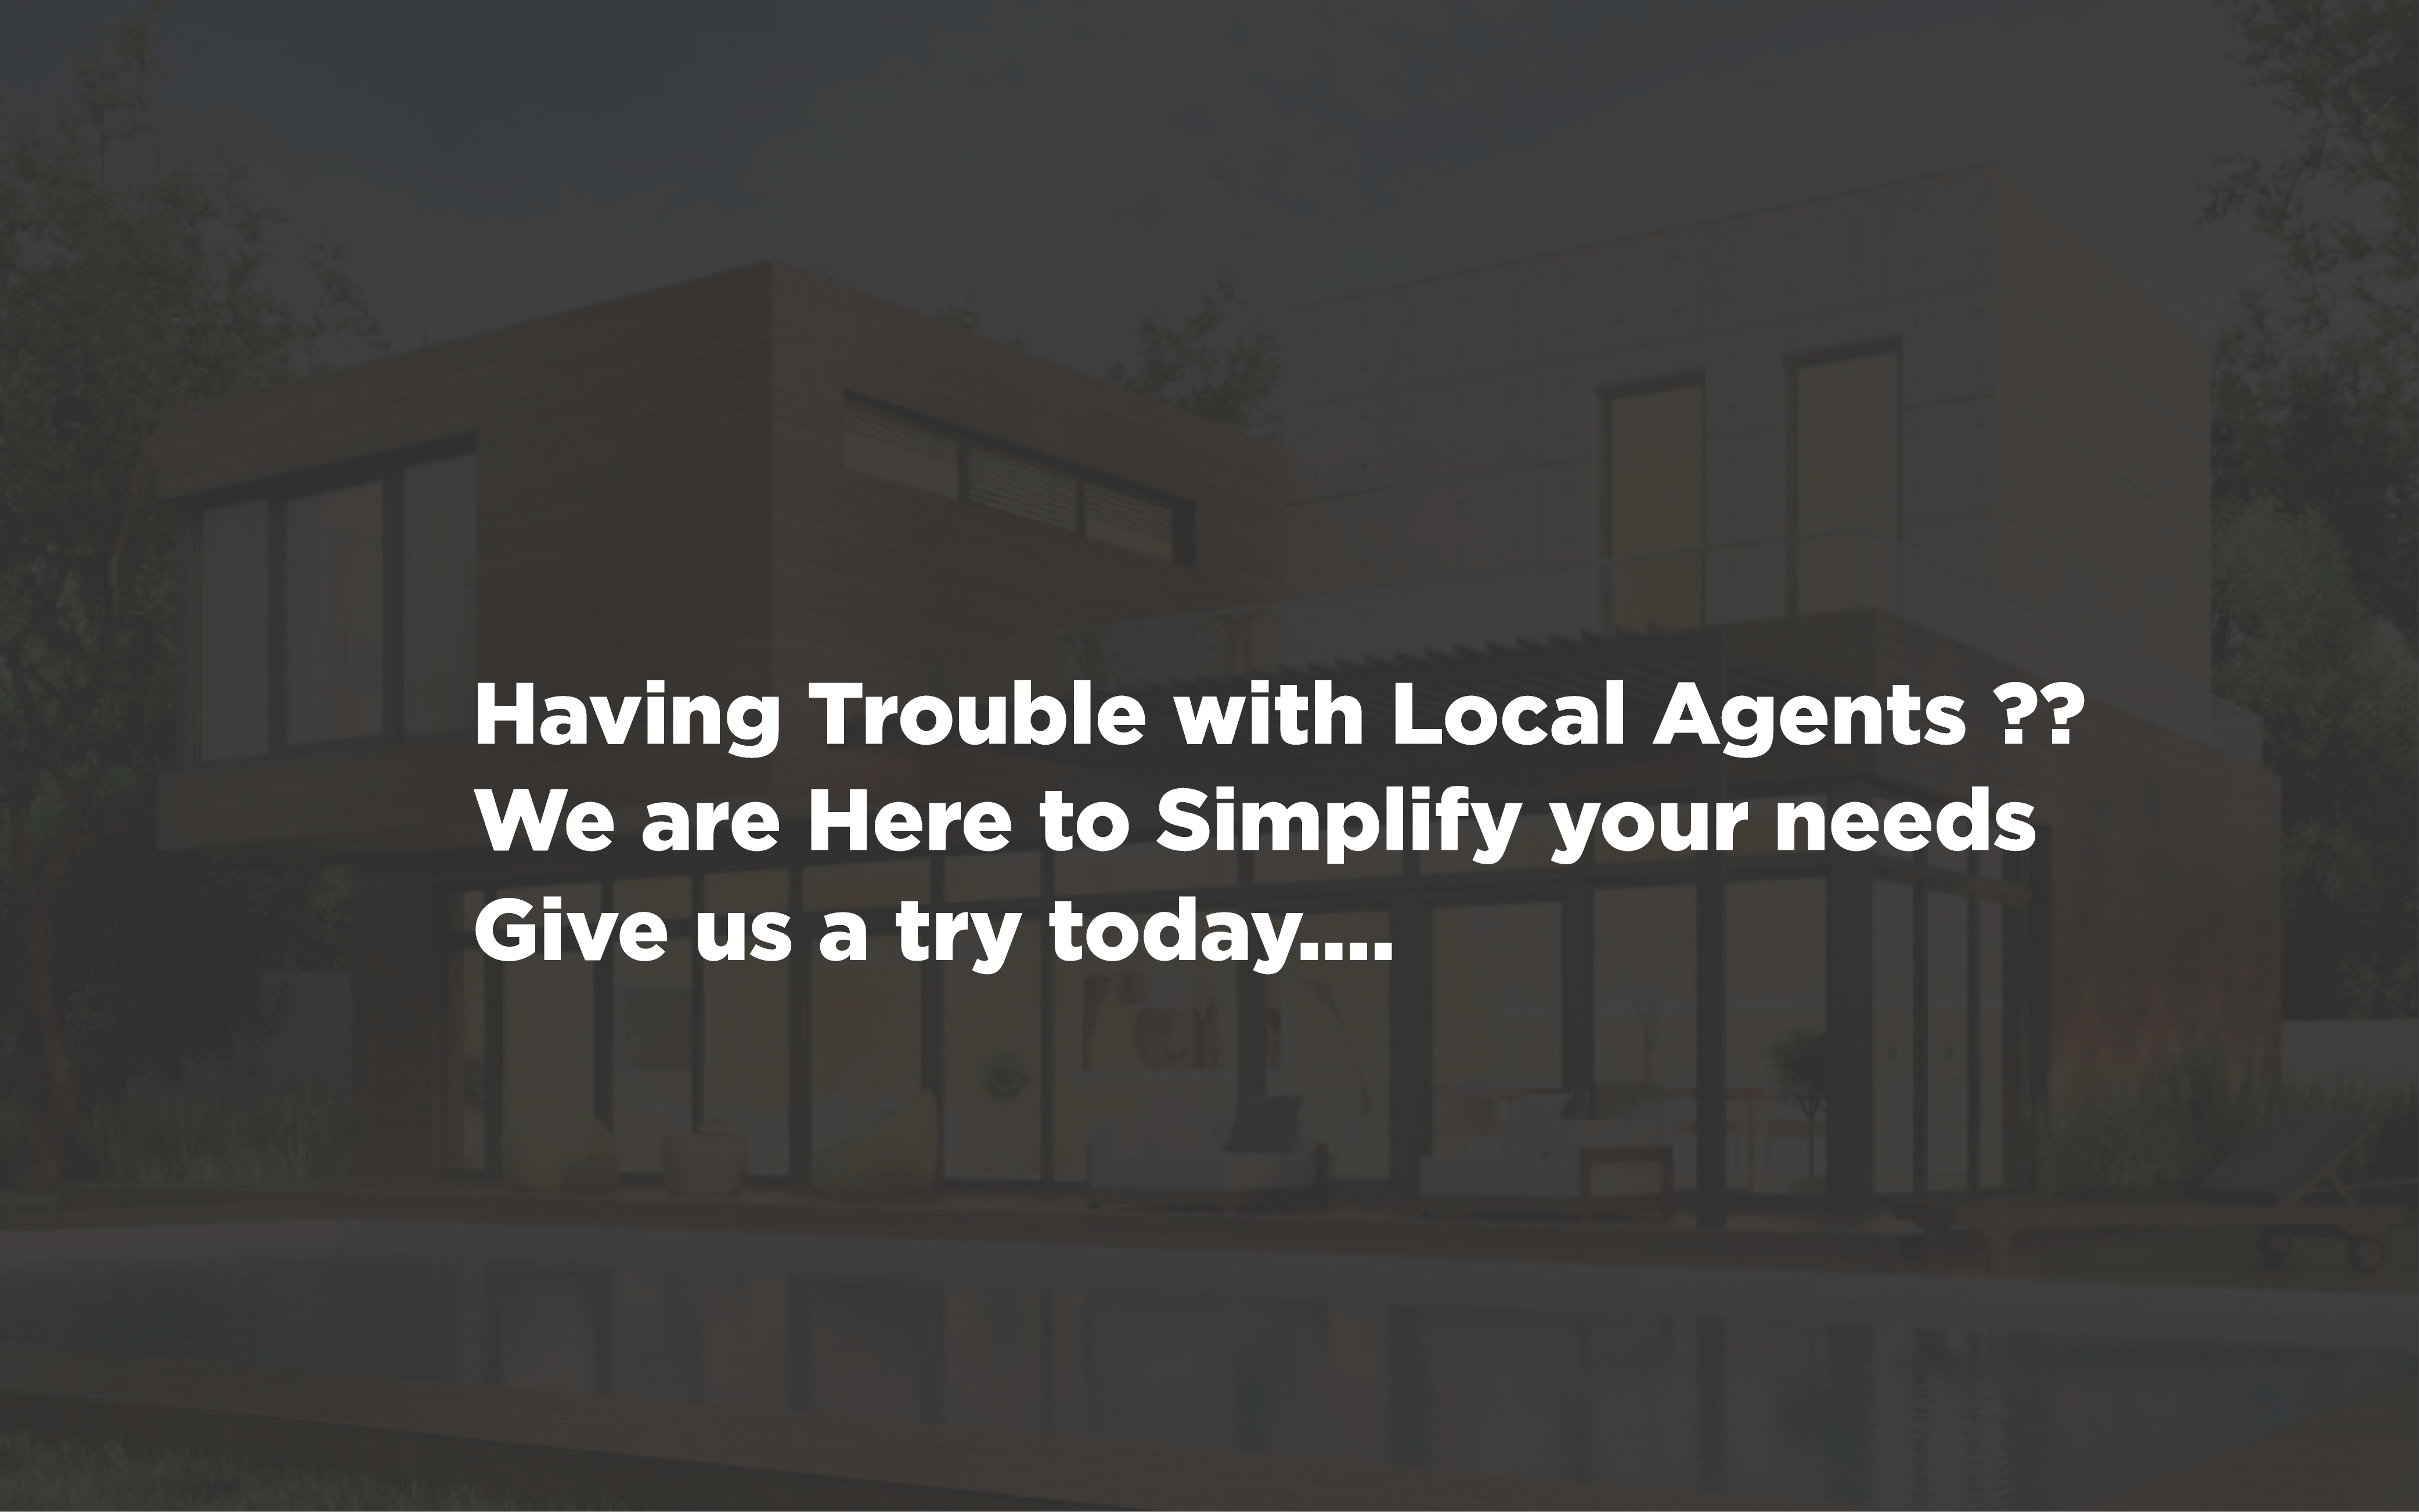 Having Trouble with Local Agents ??
We are Here to Simplify your needs
Give us a try today....